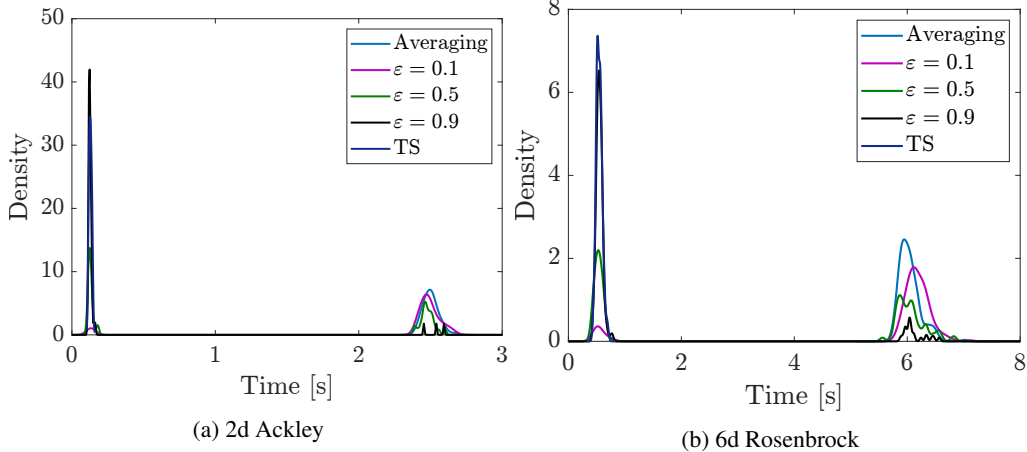 50
40
30
20
10
0
Density
0
1
2
3
Time [s]
Averaging
ε = 0.1
ε = 0.5
ε = 0.9
TS
(a) 2d Ackley
8
6
4
2
0
Density
0
2
4
6
8
Time [s]
Averaging
ε = 0.1
ε = 0.5
ε = 0.9
TS
(b) 6d Rosenbrock